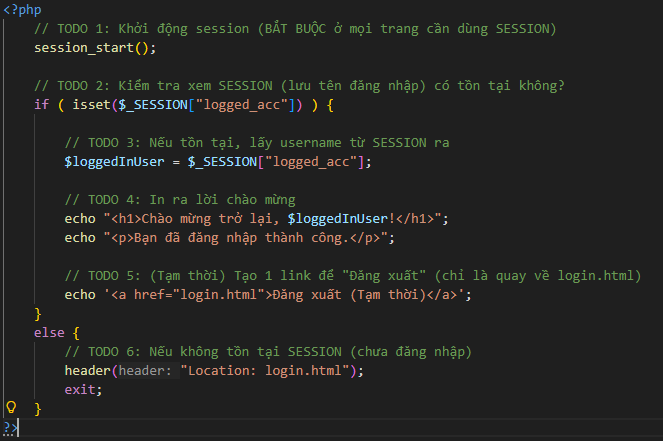 <?php
// TODO 1: Khởi động session (BẮT BUỘC ở mọi trang cần dùng SESSION)
session_start();
// TODO 2: Kiểm tra xem SESSION (lưu tên đăng nhập) có tồn tại không?
if ( isset($_SESSION["logged_acc"]) ) {
// TODO 3: Nếu tồn tại, lấy username từ SESSION ra
$loggedInUser = $_SESSION["logged_acc"];
// TODO 4: In ra lời chào mừng
echo "<h1>Chào mừng trở lại, $loggedInUser!</h1>";
echo "<p>Bạn đã đăng nhập thành công.</p>";
// TODO 5: (Tạm thời) Tạo 1 link để "Đăng xuất" (chỉ là quay về login.html)
echo '<a href="login.html">Đăng xuất (Tạm thời)</a>';
}
else {
// TODO 6: Nếu không tồn tại SESSION (chưa đăng nhập)
header(header: "Location: login.html");
exit;
}
?>